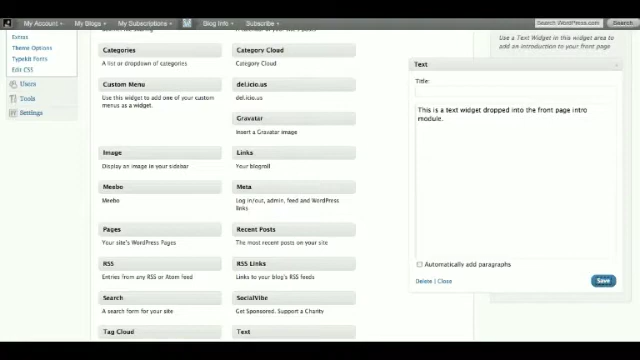 My Account My Blogs My Subscriptions Blog Info Subscribe Search WordPress.com Search
Extras
Theme Options
Typekit Fonts
Edit CSS
Users
Tools
Settings
Categories
A list or dropdown of categories
Category Cloud
Category Cloud
Custom Menu
Use this widget to add one of your custom
menus as a widget.
del.icio.us
del.icio.us
Gravatar
Insert a Gravatar image
Image
Display an image in your sidebar
Links
Your blogroll
Meebo
Meebo
Meta
Log in/out, admin, feed and WordPress
links
Pages
Your site's WordPress Pages
Recent Posts
The most recent posts on your site
RSS
Entries from any RSS or Atom feed
RSS Links
Links to your blog's RSS feeds
Search
A search form for your site
SocialVibe
Get Sponsored. Support a Charity
Tag Cloud
Text
Use a Text Widget in this widget area to
add an introduction to your front page
Text
Title:
This is a text widget dropped into the front page intro
module.
Automatically add paragraphs
Delete | Close
Save